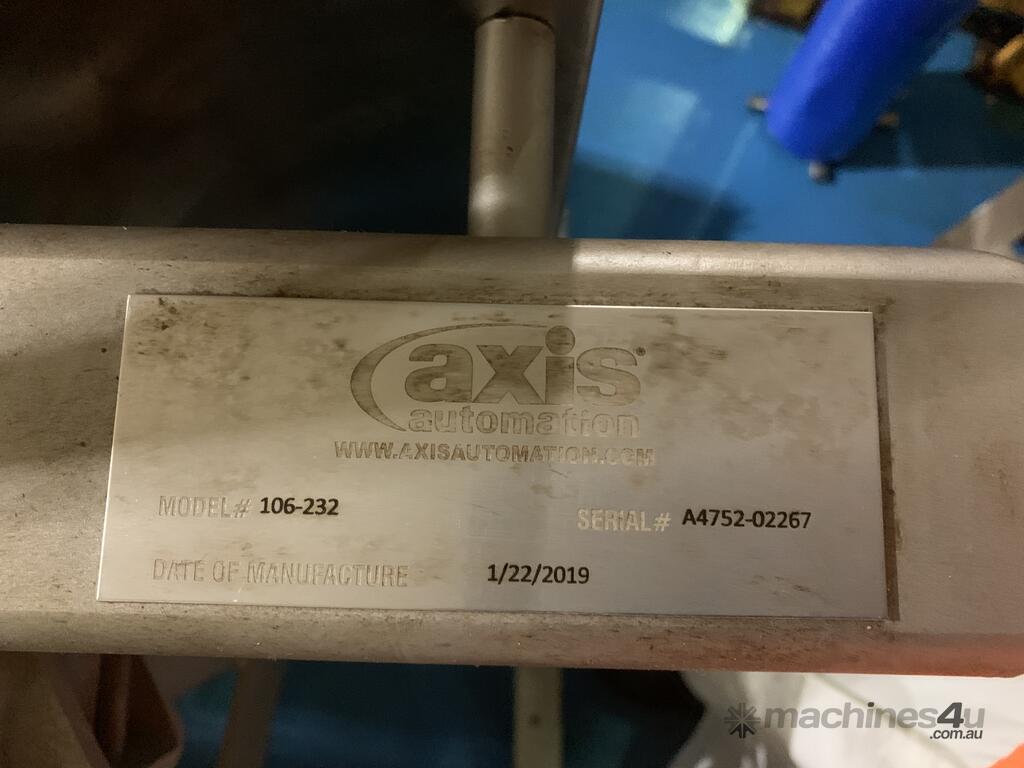 axis®
automation
WWW.AXISAUTOMATION.COM
MODEL# 106-232 SERIAL# A4752-02267
DATE OF MANUFACTURE 1/22/2019
machines4u
.com.au